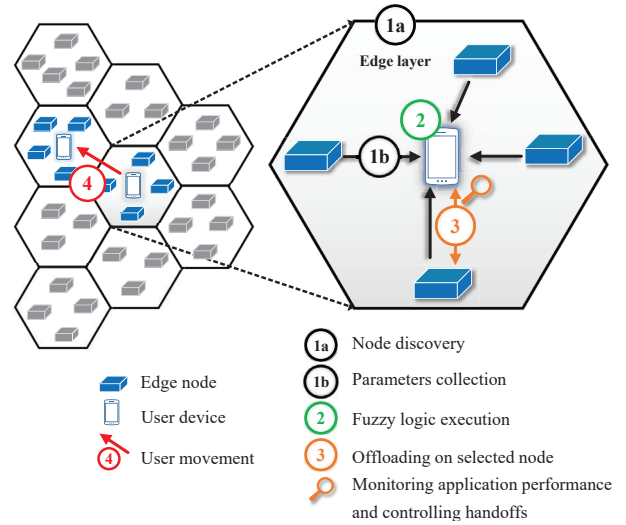 1a
Edge layer
2
1b
4
3
Edge node
User device
4 User movement
1a Node discovery
1b Parameters collection
2 Fuzzy logic execution
3 Offloading on selected node
Monitoring application performance
and controlling handoffs